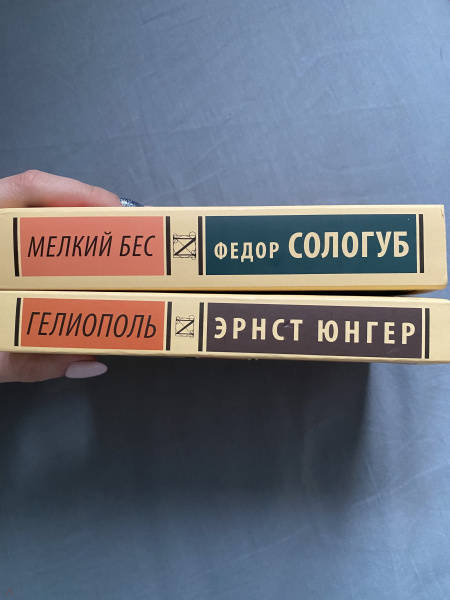 МЕЛКИЙ БЕС N ФЕДОР СОЛОГУБ
ГЕЛИОПОЛЬ N ЭРНСТ ЮНГЕР